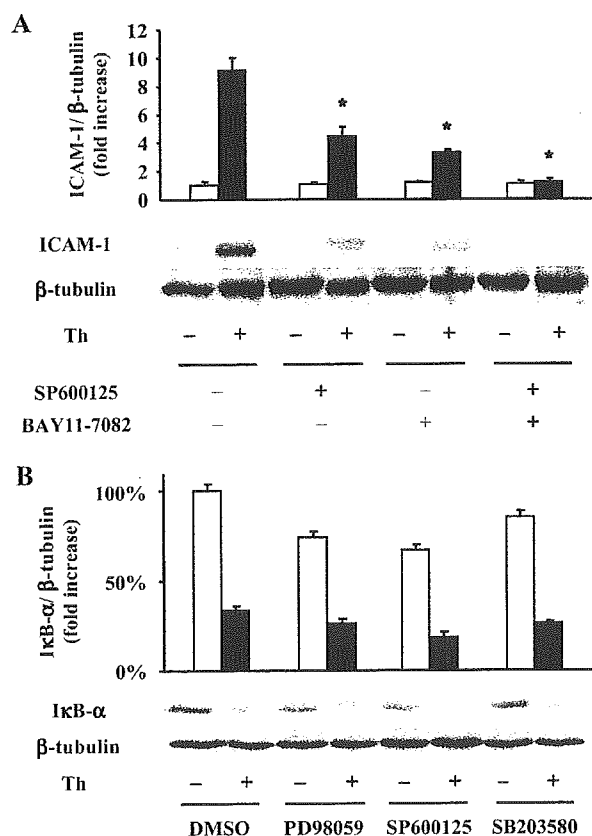 A
ICAM-1/ β-tubulin
(fold increase)
12
10
8
6
4
2
0
* * *
ICAM-1
β-tubulin
Th − + − + − + − +
SP600125 − + − +
BAY11-7082 − − + +
B
IκB-α/ β-tubulin
(fold increase)
100%
50%
0%
IκB-α
β-tubulin
Th − + − + − + − +
DMSO PD98059 SP600125 SB203580